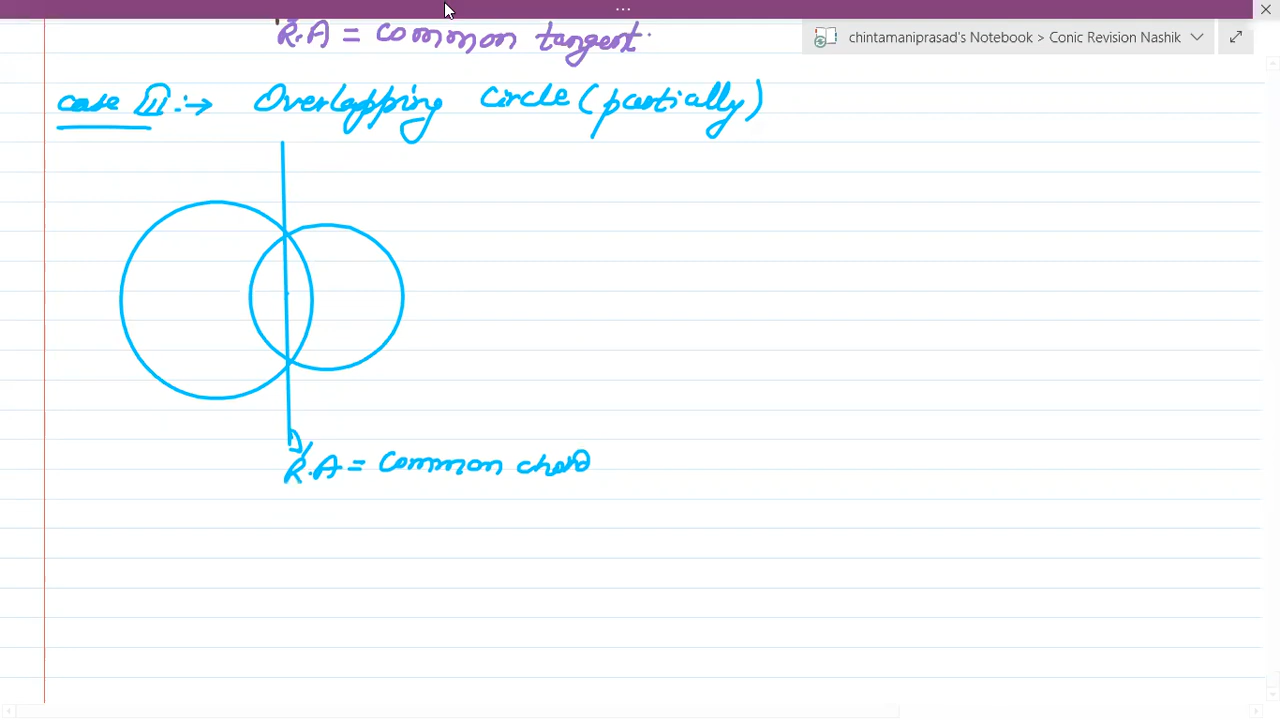 R.A = common tangent.
chintamaniprasad's Notebook > Conic Revision Nashik
case III :→ Overlapping circle (partially)
R.A = common chord